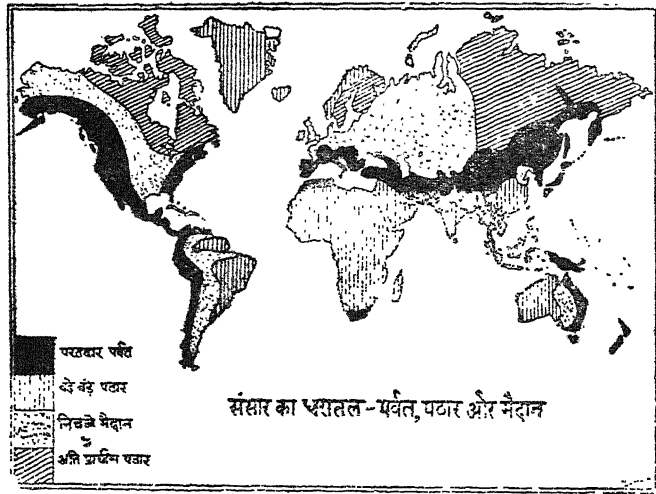 परतदार पर्वत
बड़े बड़े पठार
निचले मैदान
अति प्राचीन पठार
संसार का धरातल - पर्वत, पठार और मैदान